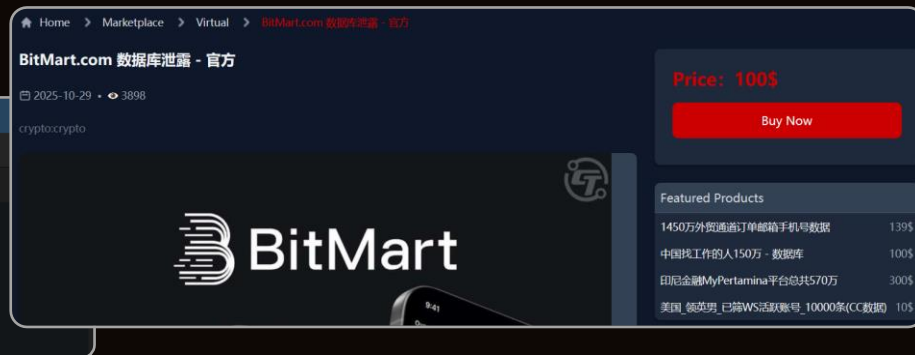 Home > Marketplace > Virtual > BitMart.com 数据库泄露 - 官方
BitMart.com 数据库泄露 - 官方
2025-10-29 • 3898
crypto:crypto
BitMart
9:41
Price: 100$
Buy Now
Featured Products
1450万外贸通道订单邮箱手机号数据 139$
中国找工作的人150万 - 数据库 100$
印尼金融MyPertamina平台总共570万 300$
美国_领英男_已筛WS活跃账号_10000条(CC数据) 10$